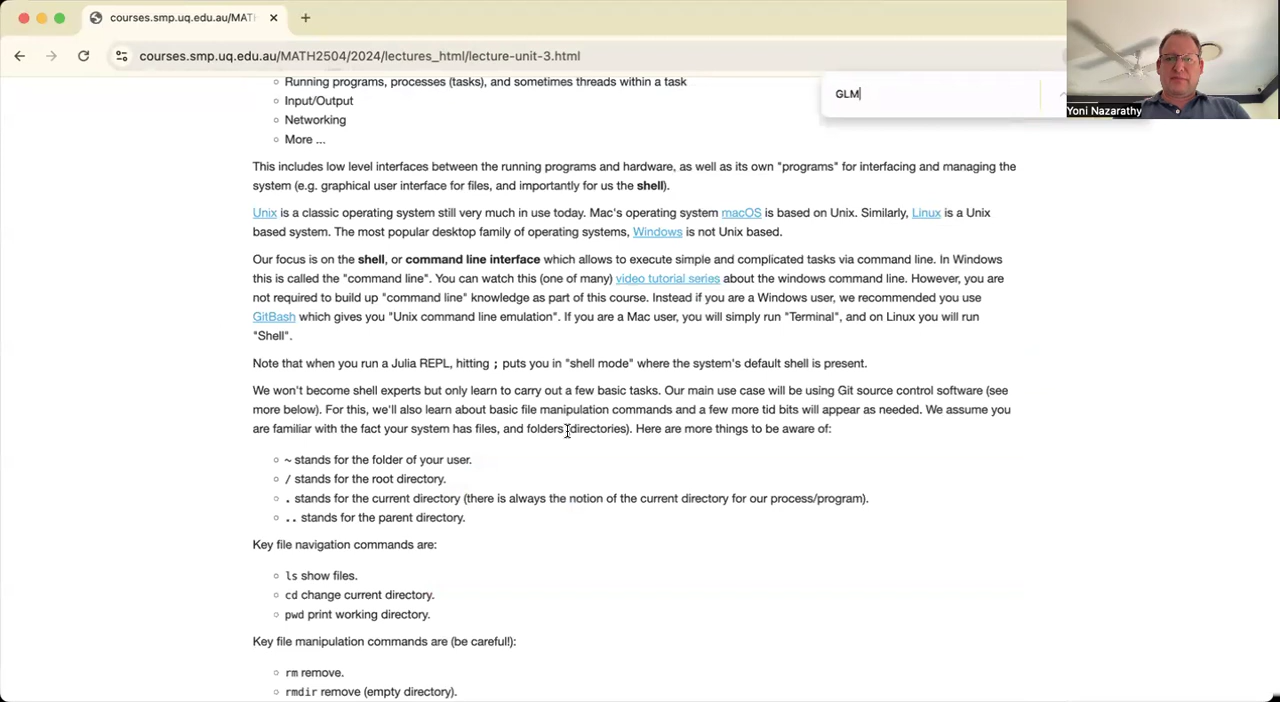 courses.smp.uq.edu.au/MATH
courses.smp.uq.edu.au/MATH2504/2024/lectures_html/lecture-unit-3.html
GLM
Yoni Nazarathy
Running programs, processes (tasks), and sometimes threads within a task
Input/Output
Networking
More ...
This includes low level interfaces between the running programs and hardware, as well as its own "programs" for interfacing and managing the
system (e.g. graphical user interface for files, and importantly for us the shell).
Unix is a classic operating system still very much in use today. Mac's operating system macOS is based on Unix. Similarly, Linux is a Unix
based system. The most popular desktop family of operating systems, Windows is not Unix based.
Our focus is on the shell, or command line interface which allows to execute simple and complicated tasks via command line. In Windows
this is called the "command line". You can watch this (one of many) video tutorial series about the windows command line. However, you are
not required to build up "command line" knowledge as part of this course. Instead if you are a Windows user, we recommended you use
GitBash which gives you "Unix command line emulation". If you are a Mac user, you will simply run "Terminal", and on Linux you will run
"Shell".
Note that when you run a Julia REPL, hitting ; puts you in "shell mode" where the system's default shell is present.
We won't become shell experts but only learn to carry out a few basic tasks. Our main use case will be using Git source control software (see
more below). For this, we'll also learn about basic file manipulation commands and a few more tid bits will appear as needed. We assume you
are familiar with the fact your system has files, and folders (directories). Here are more things to be aware of:
~ stands for the folder of your user.
/ stands for the root directory.
. stands for the current directory (there is always the notion of the current directory for our process/program).
.. stands for the parent directory.
Key file navigation commands are:
ls show files.
cd change current directory.
pwd print working directory.
Key file manipulation commands are (be careful!):
rm remove.
rmdir remove (empty directory).